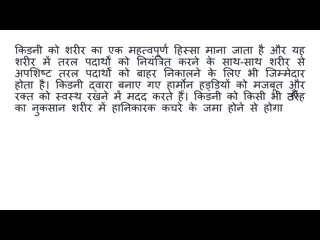 किडनी को शरीर का एक महत्वपूर्ण हिस्सा माना जाता है और यह
शरीर में तरल पदार्थों को नियंत्रित करने के साथ-साथ शरीर से
अपशिष्ट तरल पदार्थों को बाहर निकालने के लिए भी जिम्मेदार
होता है। किडनी द्वारा बनाए गए हार्मोन हड्डियों को मजबूत और
रक्त को स्वस्थ रखने में मदद करते हैं। किडनी को किसी भी तरह
का नुकसान शरीर में हानिकारक कचरे के जमा होने से होगा